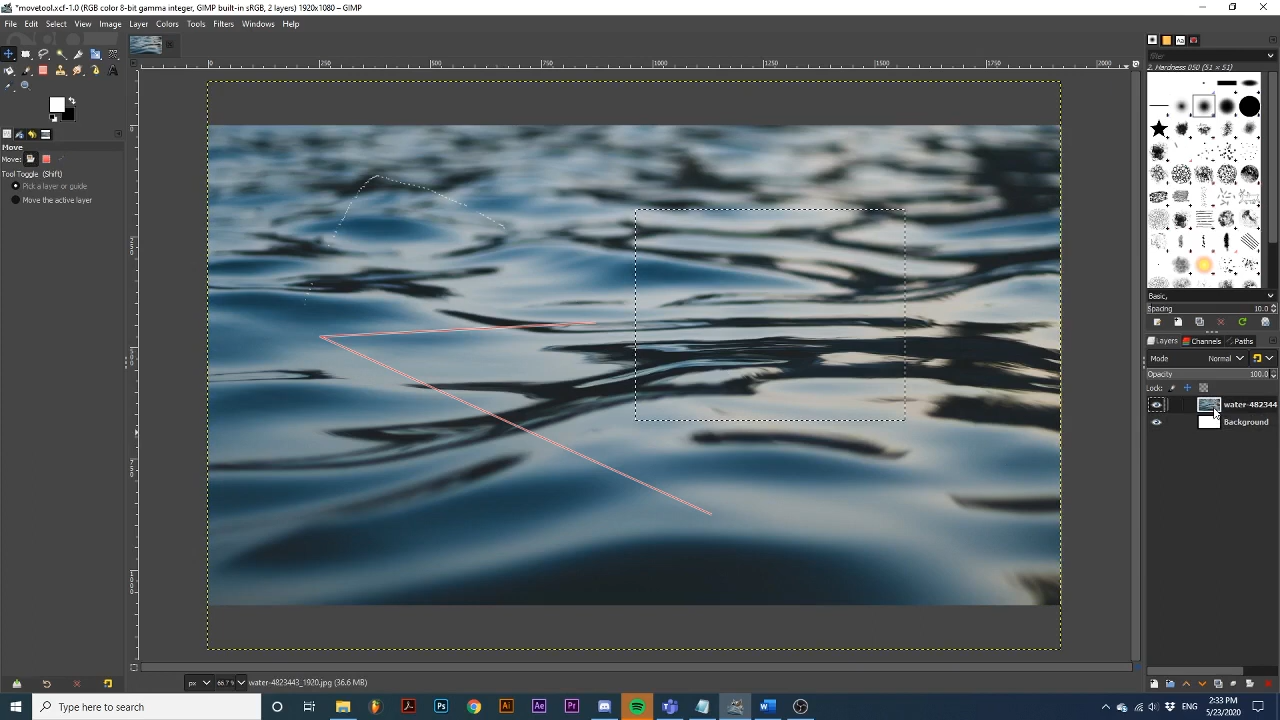 *movetool.xcf-1.0 (RGB color 8-bit gamma integer, GIMP built-in sRGB, 2 layers) 1920x1080 – GIMP
File Edit Select View Image Layer Colors Tools Filters Windows Help
filter
2. Hardness 050 (51 × 51)
0 250 500 750 1000 1250 1500 1750 2000
Move
Move:
Tool Toggle (Shift)
Pick a layer or guide
Move the active layer
Basic,
Spacing 10.0
Layers Channels Paths
Mode Normal
Opacity 100.0
Lock:
water-482344
Background
px 66.7 % water-4823443_1920.jpg (36.6 MB)
Type here to search
2:33 PM
5/23/2020